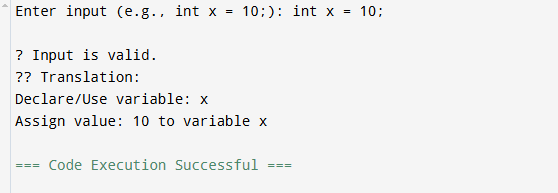 Enter input (e.g., int x = 10;): int x = 10;
? Input is valid.
?? Translation:
Declare/Use variable: x
Assign value: 10 to variable x
=== Code Execution Successful ===